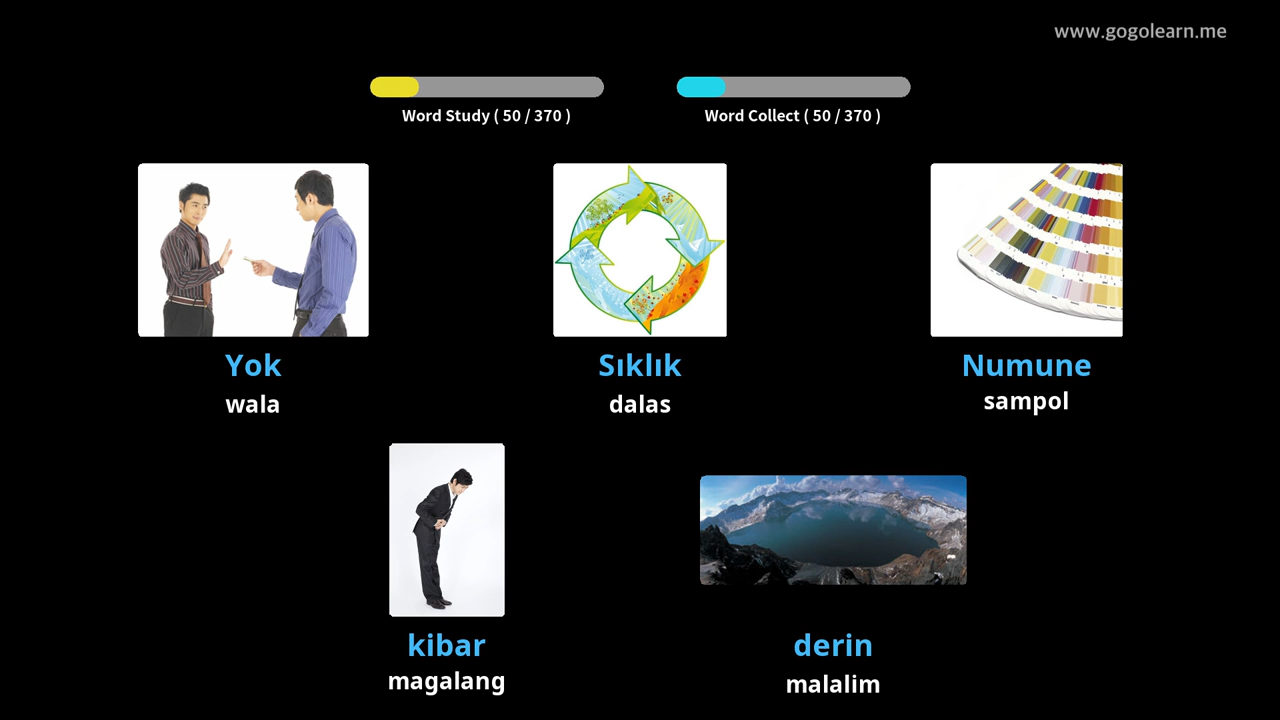 www.gogolearn.me
Word Study ( 50 / 370 )
Word Collect ( 50 / 370 )
Yok
wala
Sıklık
dalas
Numune
sampol
kibar
magalang
derin
malalim